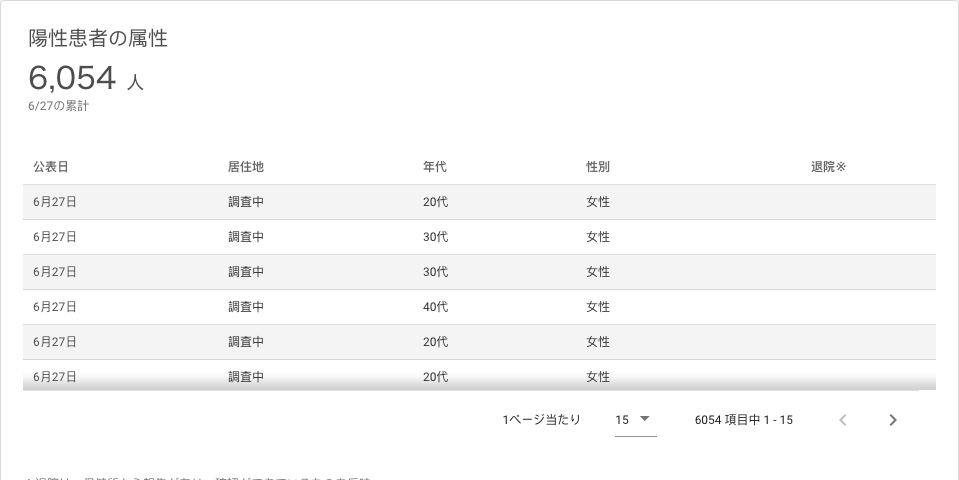 陽性患者の属性
6,054 人
6/27の累計
公表日 居住地 年代 性別 退院※
6月27日 調査中 20代 女性
6月27日 調査中 30代 女性
6月27日 調査中 30代 女性
6月27日 調査中 40代 女性
6月27日 調査中 20代 女性
6月27日 調査中 20代 女性
1ページ当たり 15 6054 項目中 1 - 15